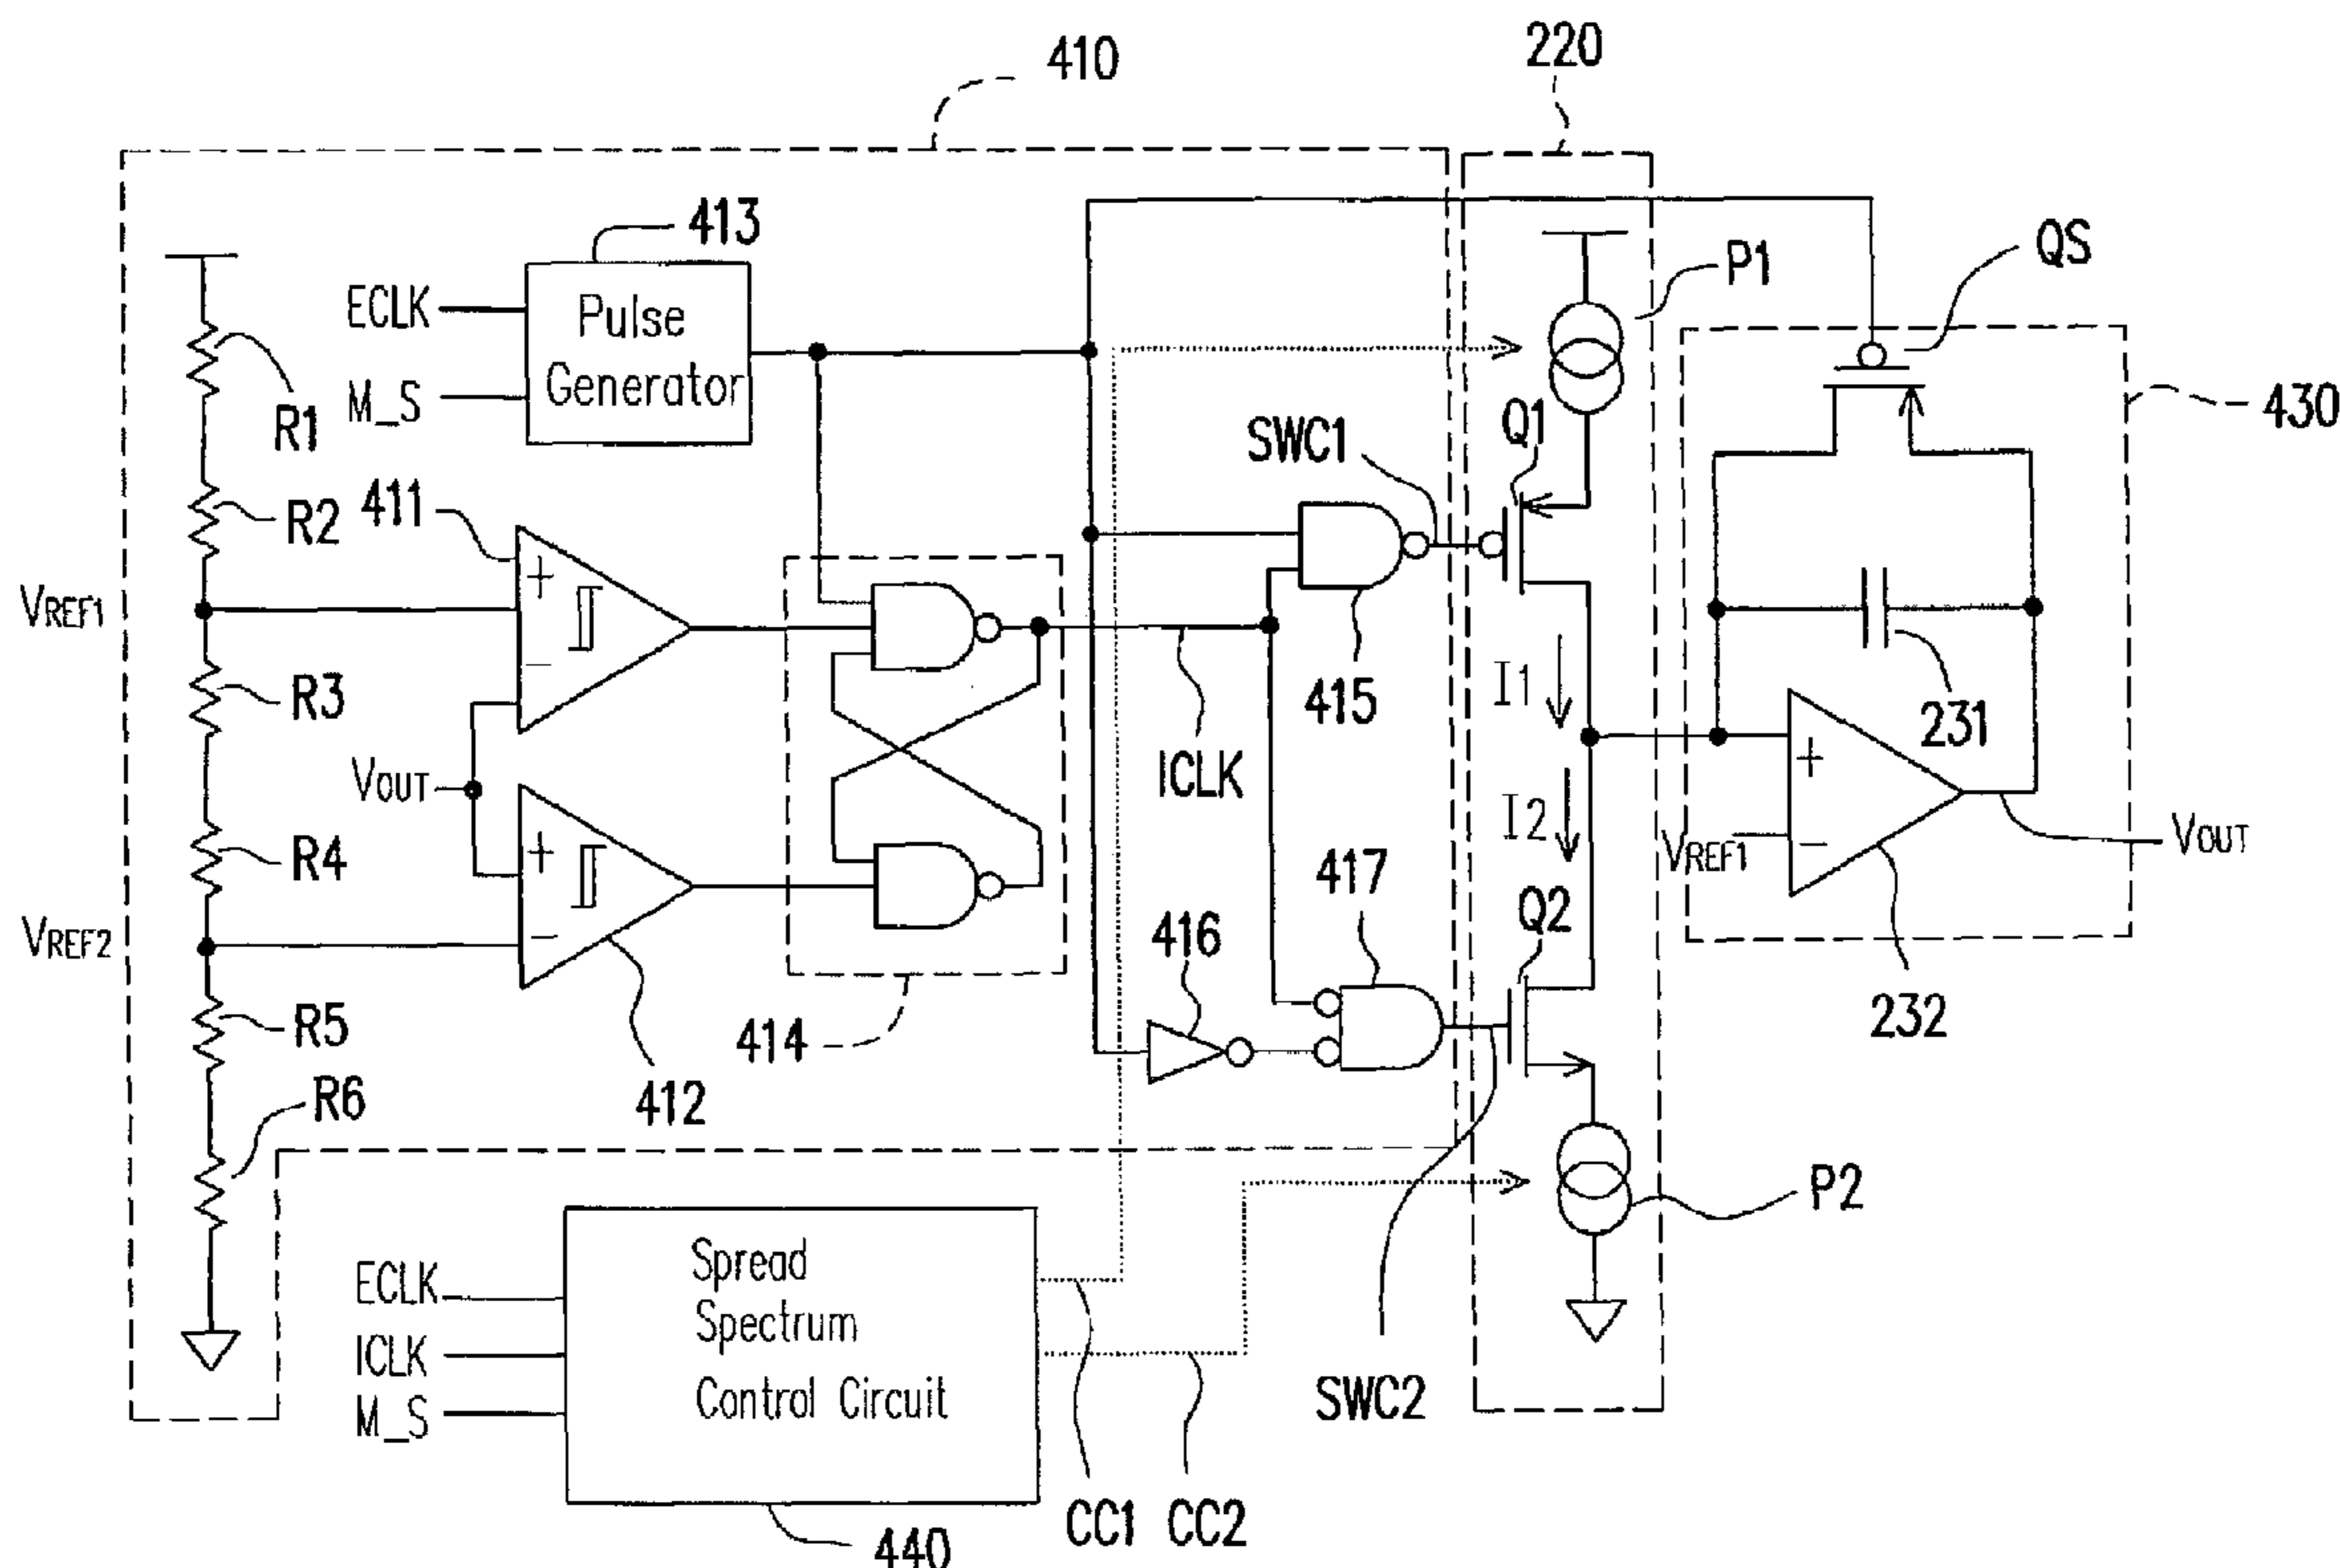 410
220
413
ECLK
M_S
Pulse
Generator
P1
QS
430
R1
Q1
SWC1
R2
411
+
−
VREF1
415
I1
231
R3
ICLK
VOUT
+
−
I2
+
−
VREF1
VOUT
R4
417
Q2
416
VREF2
232
R5
414
412
R6
P2
ECLK
ICLK
M_S
Spread
Spectrum
Control Circuit
SWC2
CC1
CC2
440